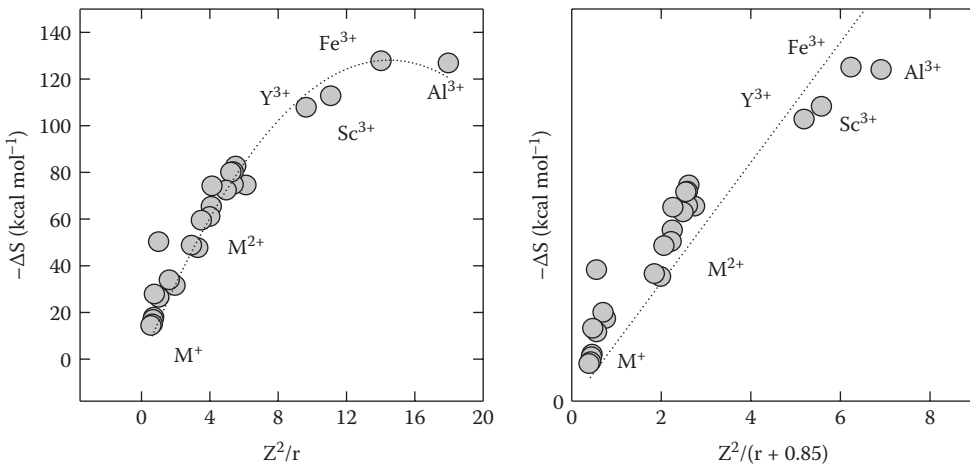 −ΔS (kcal mol⁻¹)
140
120
100
80
60
40
20
0
Fe³⁺
Y³⁺
Al³⁺
Sc³⁺
M²⁺
M⁺
0 4 8 12 16 20
Z²/r
−ΔS (kcal mol⁻¹)
Fe³⁺
Al³⁺
Y³⁺
Sc³⁺
M²⁺
M⁺
0
0 2 4 6 8
Z²/(r + 0.85)